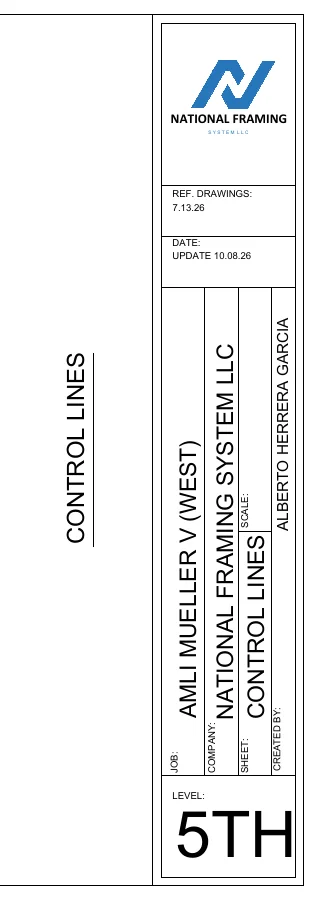 CONTROL LINES
NATIONAL FRAMING
SYSTEM LLC
REF. DRAWINGS:
7.13.26
DATE:
UPDATE 10.08.26
JOB:
AMLI MUELLER V (WEST)
COMPANY:
NATIONAL FRAMING SYSTEM LLC
SHEET:
CONTROL LINES
SCALE:
CREATED BY:
ALBERTO HERRERA GARCIA
LEVEL:
5TH